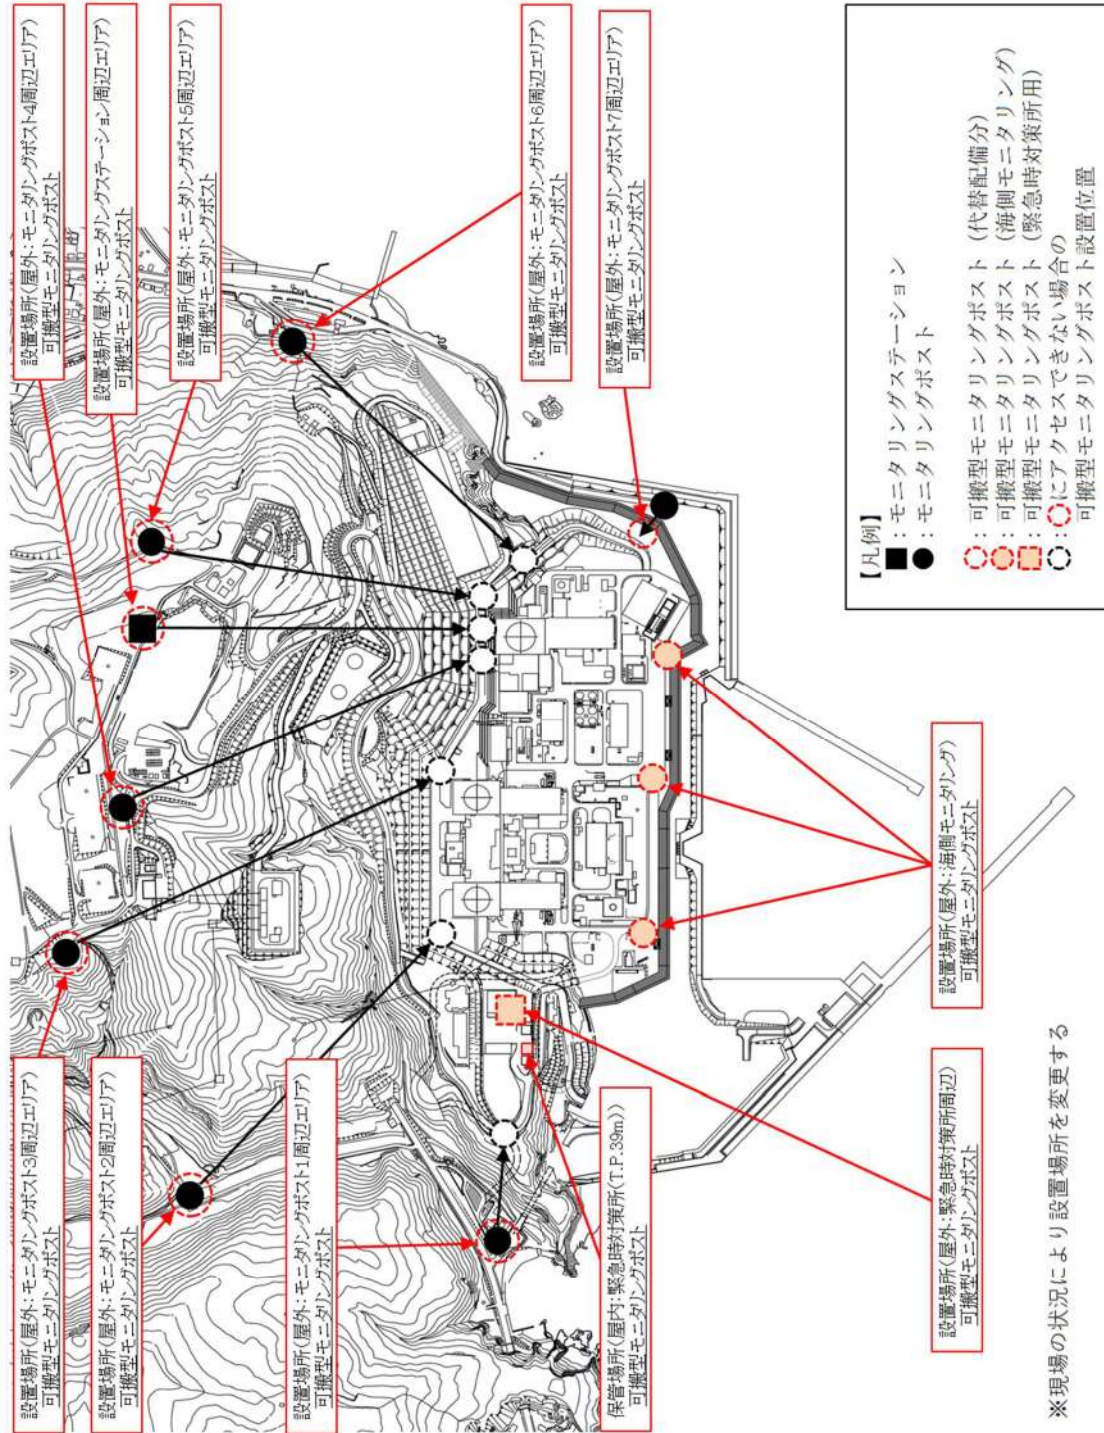 設置場所(屋外:モニタリングポスト3周辺エリア)
可搬型モニタリングポスト
設置場所(屋外:モニタリングポスト2周辺エリア)
可搬型モニタリングポスト
設置場所(屋外:モニタリングポスト1周辺エリア)
可搬型モニタリングポスト
保管場所(屋内:緊急時対策所(T.P.39m))
可搬型モニタリングポスト
設置場所(屋外:緊急時対策所周辺)
可搬型モニタリングポスト
設置場所(屋外:海側モニタリング)
可搬型モニタリングポスト
設置場所(屋外:モニタリングポスト4周辺エリア)
可搬型モニタリングポスト
設置場所(屋外:モニタリングステーション周辺エリア)
可搬型モニタリングポスト
設置場所(屋外:モニタリングポスト5周辺エリア)
可搬型モニタリングポスト
設置場所(屋外:モニタリングポスト6周辺エリア)
可搬型モニタリングポスト
設置場所(屋外:モニタリングポスト7周辺エリア)
可搬型モニタリングポスト
【凡例】
:モニタリングステーション
:モニタリングポスト
:可搬型モニタリングポスト(代替配備分)
:可搬型モニタリングポスト(海側モニタリング)
:可搬型モニタリングポスト(緊急時対策所用)
:にアクセスできない場合の
可搬型モニタリングポスト設置位置
※現場の状況により設置場所を変更する